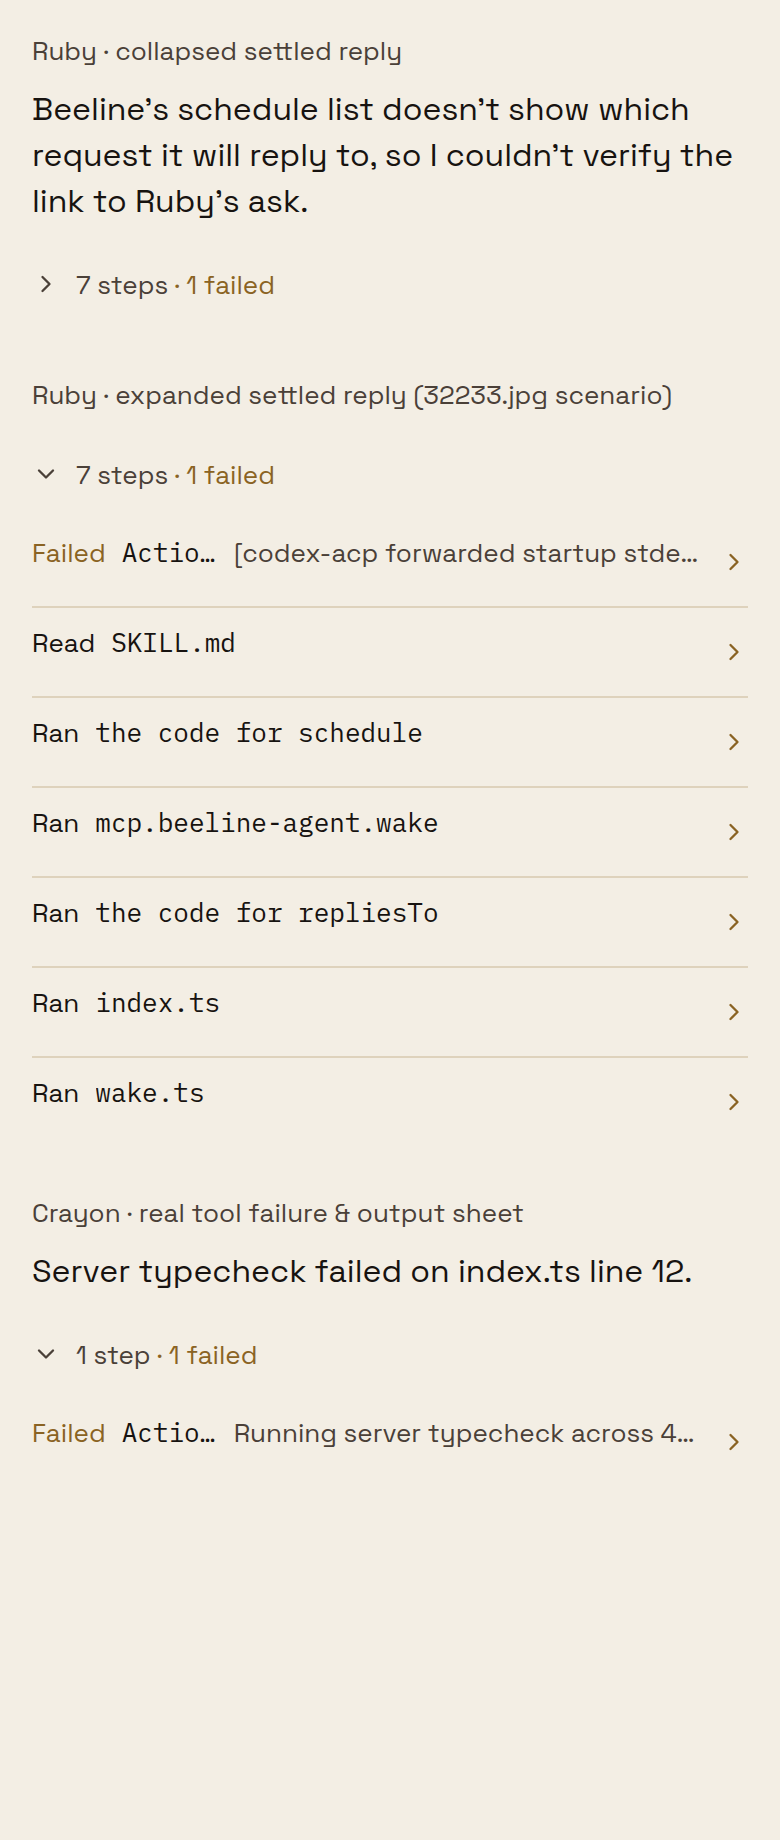 Ruby · collapsed settled reply
Beeline’s schedule list doesn’t show which
request it will reply to, so I couldn’t verify the
link to Ruby’s ask.
7 steps · 1 failed
Ruby · expanded settled reply (32233.jpg scenario)
7 steps · 1 failed
Failed Actio… [codex-acp forwarded startup stde…
Read SKILL.md
Ran the code for schedule
Ran mcp.beeline-agent.wake
Ran the code for repliesTo
Ran index.ts
Ran wake.ts
Crayon · real tool failure & output sheet
Server typecheck failed on index.ts line 12.
1 step · 1 failed
Failed Actio… Running server typecheck across 4…